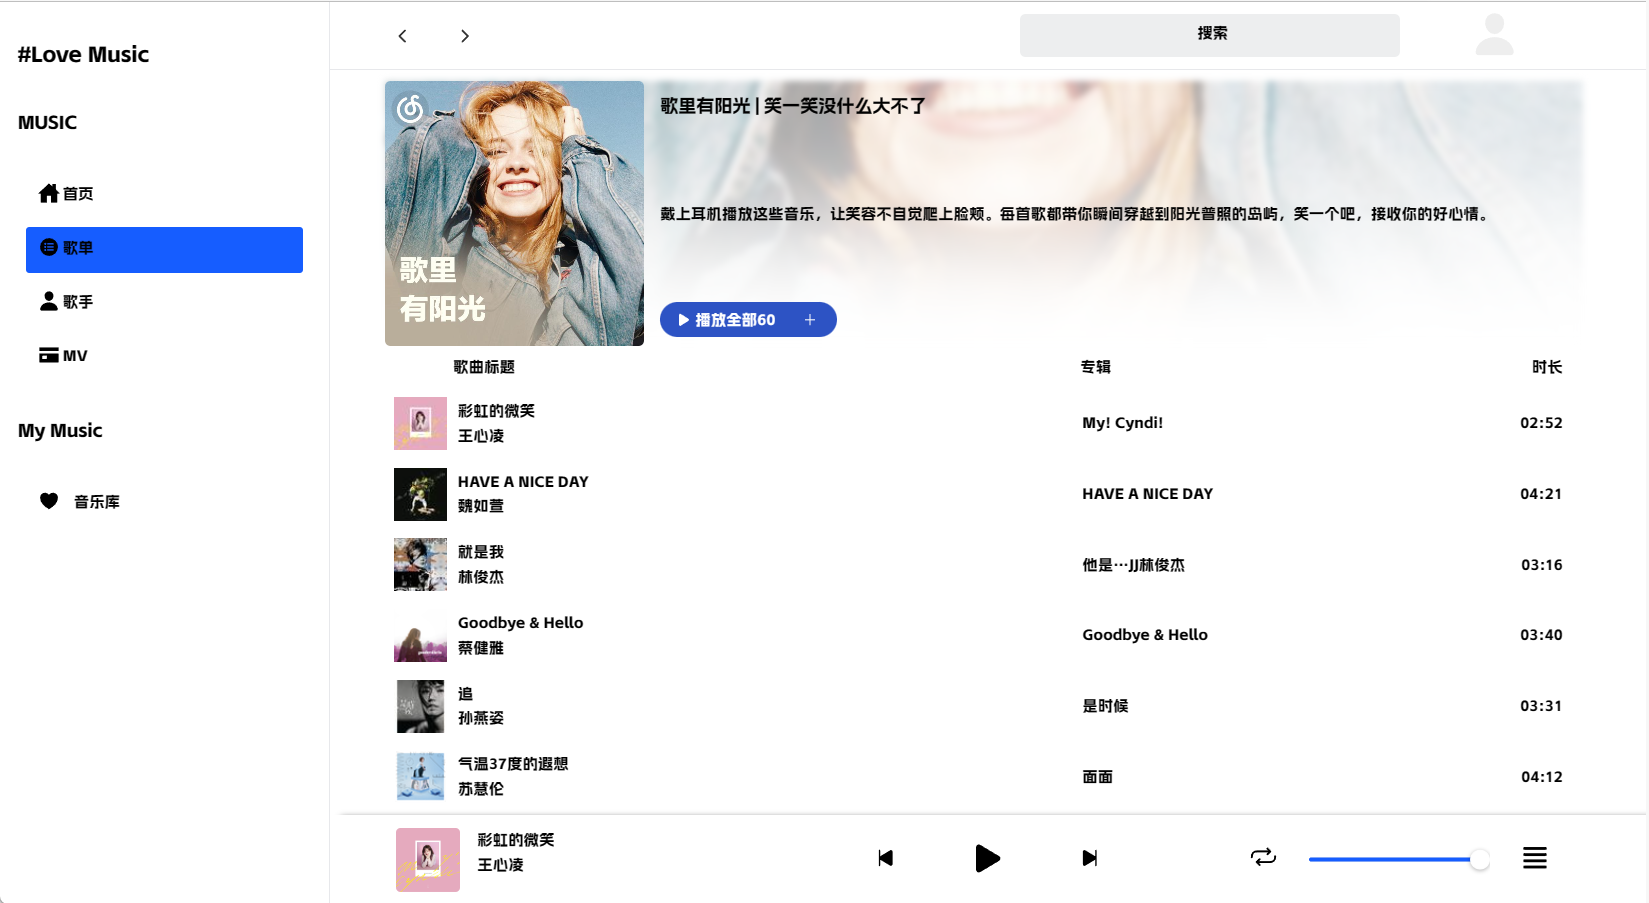 #Love Music
MUSIC
首页
歌单
歌手
MV
My Music
音乐库
搜索
歌里
有阳光
歌里有阳光 | 笑一笑没什么大不了
戴上耳机播放这些音乐，让笑容不自觉爬上脸颊。每首歌都带你瞬间穿越到阳光普照的岛屿，笑一个吧，接收你的好心情。
播放全部60 +
歌曲标题 专辑 时长
彩虹的微笑
王心凌
My! Cyndi!
02:52
HAVE A NICE DAY
魏如萱
HAVE A NICE DAY
04:21
就是我
林俊杰
他是…JJ林俊杰
03:16
Goodbye & Hello
蔡健雅
Goodbye & Hello
03:40
追
孙燕姿
是时候
03:31
气温37度的遐想
苏慧伦
面面
04:12
彩虹的微笑
王心凌